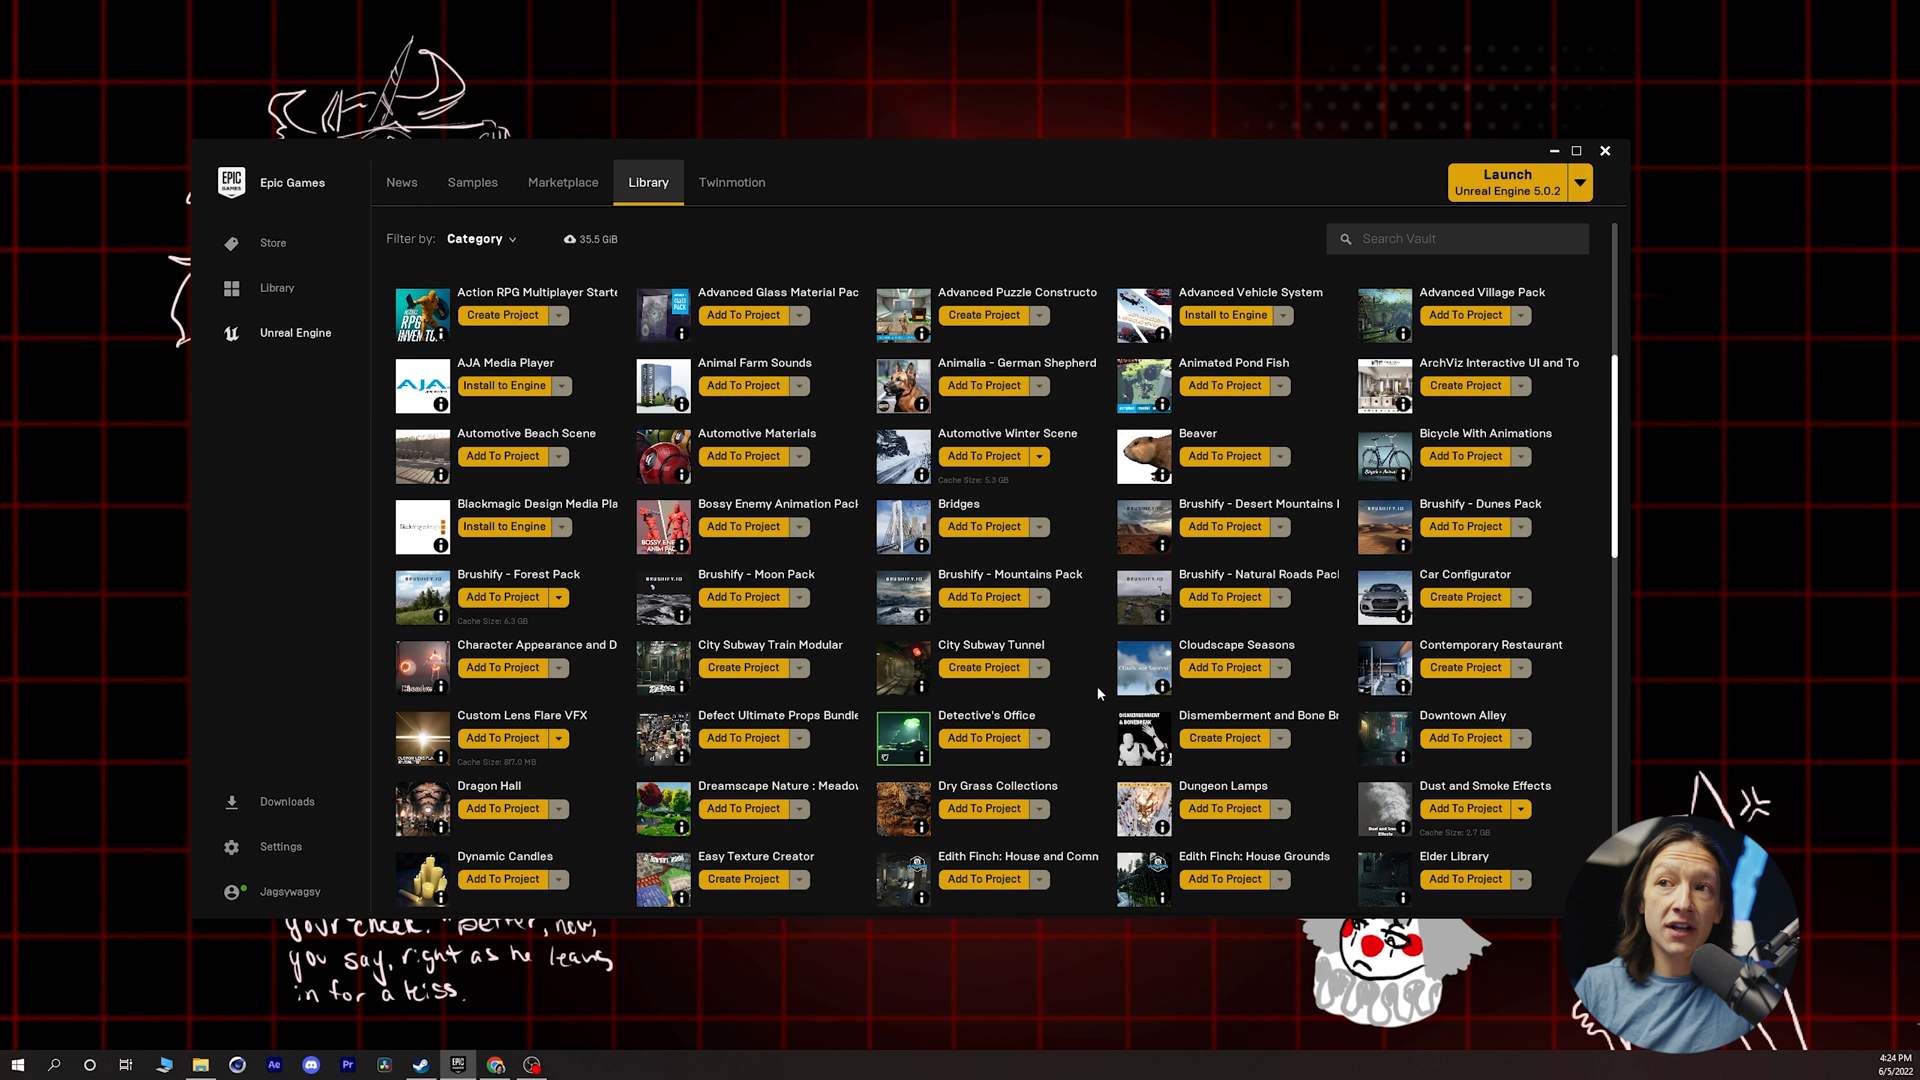 Epic Games
News
Samples
Marketplace
Library
Twinmotion
Launch
Unreal Engine 5.0.2
Store
Library
Unreal Engine
Downloads
Settings
Jagsywagsy
Filter by:
Category
35.5 GiB
Search Vault
Action RPG Multiplayer Starte
Create Project
Advanced Glass Material Pac
Add To Project
Advanced Puzzle Constructo
Create Project
Advanced Vehicle System
Install to Engine
Advanced Village Pack
Add To Project
AJA Media Player
Install to Engine
Animal Farm Sounds
Add To Project
Animalia - German Shepherd
Add To Project
Animated Pond Fish
Add To Project
ArchViz Interactive UI and To
Create Project
Automotive Beach Scene
Add To Project
Automotive Materials
Add To Project
Automotive Winter Scene
Add To Project
Cache Size: 5.3 GB
Beaver
Add To Project
Bicycle With Animations
Add To Project
Blackmagic Design Media Pla
Install to Engine
Bossy Enemy Animation Pack
Add To Project
Bridges
Add To Project
Brushify - Desert Mountains
Add To Project
Brushify - Dunes Pack
Add To Project
Brushify - Forest Pack
Add To Project
Cache Size: 6.3 GB
Brushify - Moon Pack
Add To Project
Brushify - Mountains Pack
Add To Project
Brushify - Natural Roads Pac
Add To Project
Car Configurator
Create Project
Character Appearance and D
Add To Project
City Subway Train Modular
Create Project
City Subway Tunnel
Create Project
Cloudscape Seasons
Add To Project
Contemporary Restaurant
Create Project
Custom Lens Flare VFX
Add To Project
Cache Size: 817.0 MB
Defect Ultimate Props Bundle
Add To Project
Detective's Office
Add To Project
Dismemberment and Bone Br
Create Project
Downtown Alley
Add To Project
Dragon Hall
Add To Project
Dreamscape Nature : Meadow
Add To Project
Dry Grass Collections
Add To Project
Dungeon Lamps
Add To Project
Dust and Smoke Effects
Add To Project
Cache Size: 2.7 GB
Dynamic Candles
Add To Project
Easy Texture Creator
Create Project
Edith Finch: House and Comn
Add To Project
Edith Finch: House Grounds
Add To Project
Elder Library
Add To Project
your cheek. "Better, now,
you say, right as he leans
in for a kiss.
4:24 PM
6/5/2022